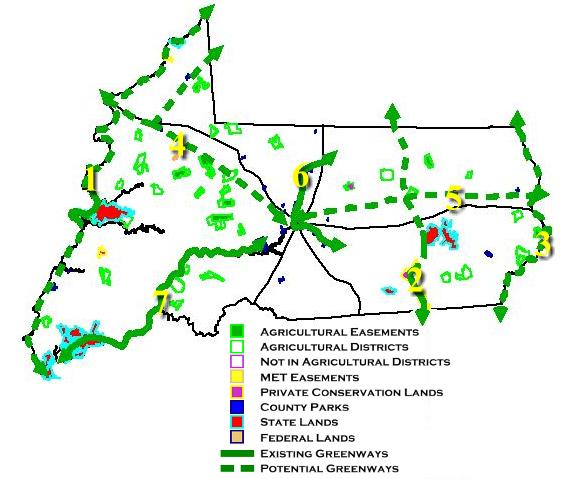 4
1
6
5
3
2
7
AGRICULTURAL EASEMENTS
AGRICULTURAL DISTRICTS
NOT IN AGRICULTURAL DISTRICTS
MET EASEMENTS
PRIVATE CONSERVATION LANDS
COUNTY PARKS
STATE LANDS
FEDERAL LANDS
EXISTING GREENWAYS
POTENTIAL GREENWAYS